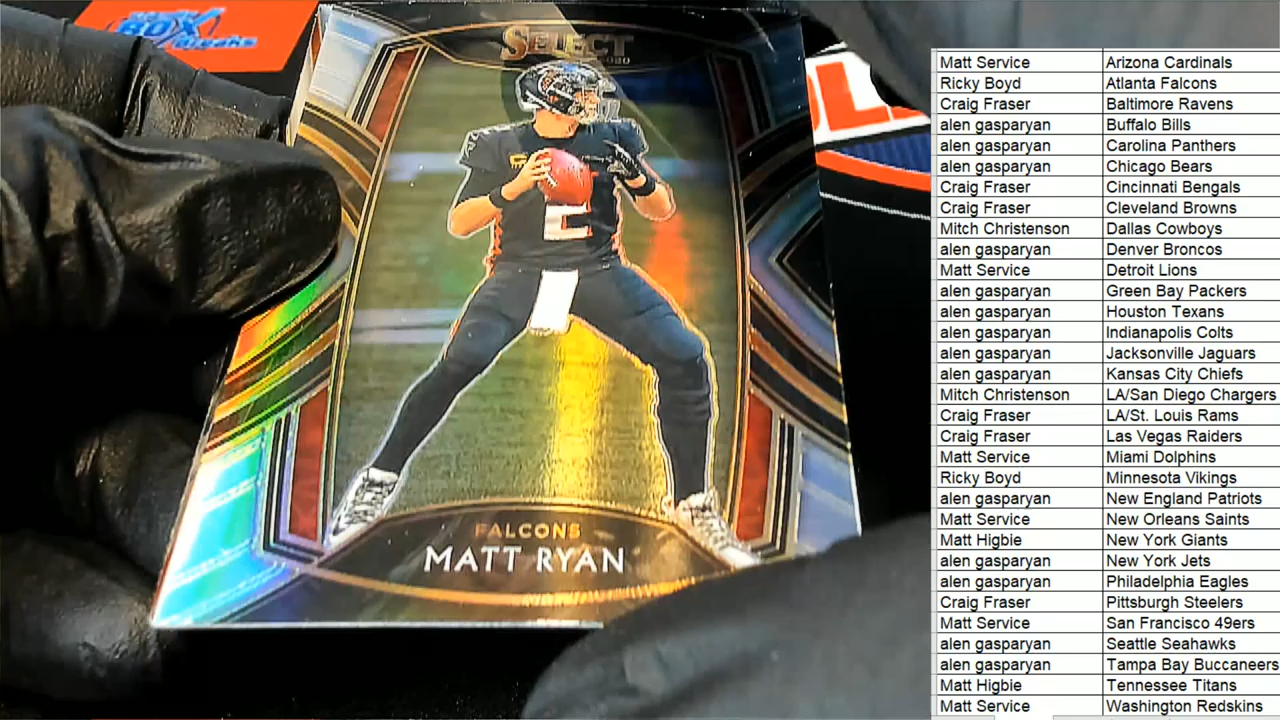 BOX
Breaks
SELECT
2020
C
2
FALCONS
MATT RYAN
Matt Service Arizona Cardinals
Ricky Boyd Atlanta Falcons
Craig Fraser Baltimore Ravens
alen gasparyan Buffalo Bills
alen gasparyan Carolina Panthers
alen gasparyan Chicago Bears
Craig Fraser Cincinnati Bengals
Craig Fraser Cleveland Browns
Mitch Christenson Dallas Cowboys
alen gasparyan Denver Broncos
Matt Service Detroit Lions
alen gasparyan Green Bay Packers
alen gasparyan Houston Texans
alen gasparyan Indianapolis Colts
alen gasparyan Jacksonville Jaguars
alen gasparyan Kansas City Chiefs
Mitch Christenson LA/San Diego Chargers
Craig Fraser LA/St. Louis Rams
Craig Fraser Las Vegas Raiders
Matt Service Miami Dolphins
Ricky Boyd Minnesota Vikings
alen gasparyan New England Patriots
Matt Service New Orleans Saints
Matt Higbie New York Giants
alen gasparyan New York Jets
alen gasparyan Philadelphia Eagles
Craig Fraser Pittsburgh Steelers
Matt Service San Francisco 49ers
alen gasparyan Seattle Seahawks
alen gasparyan Tampa Bay Buccaneers
Matt Higbie Tennessee Titans
Matt Service Washington Redskins